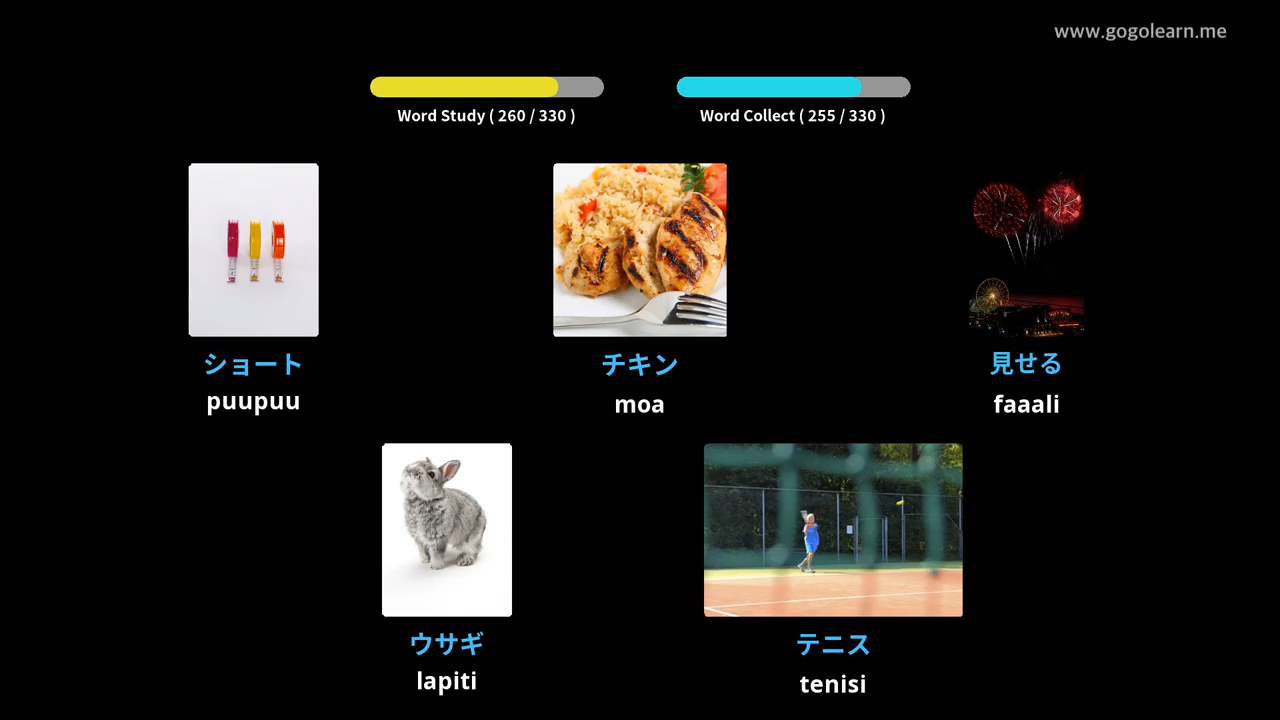 www.gogolearn.me
Word Study ( 260 / 330 )
Word Collect ( 255 / 330 )
ショート
puupuu
チキン
moa
見せる
faaali
ウサギ
lapiti
テニス
tenisi